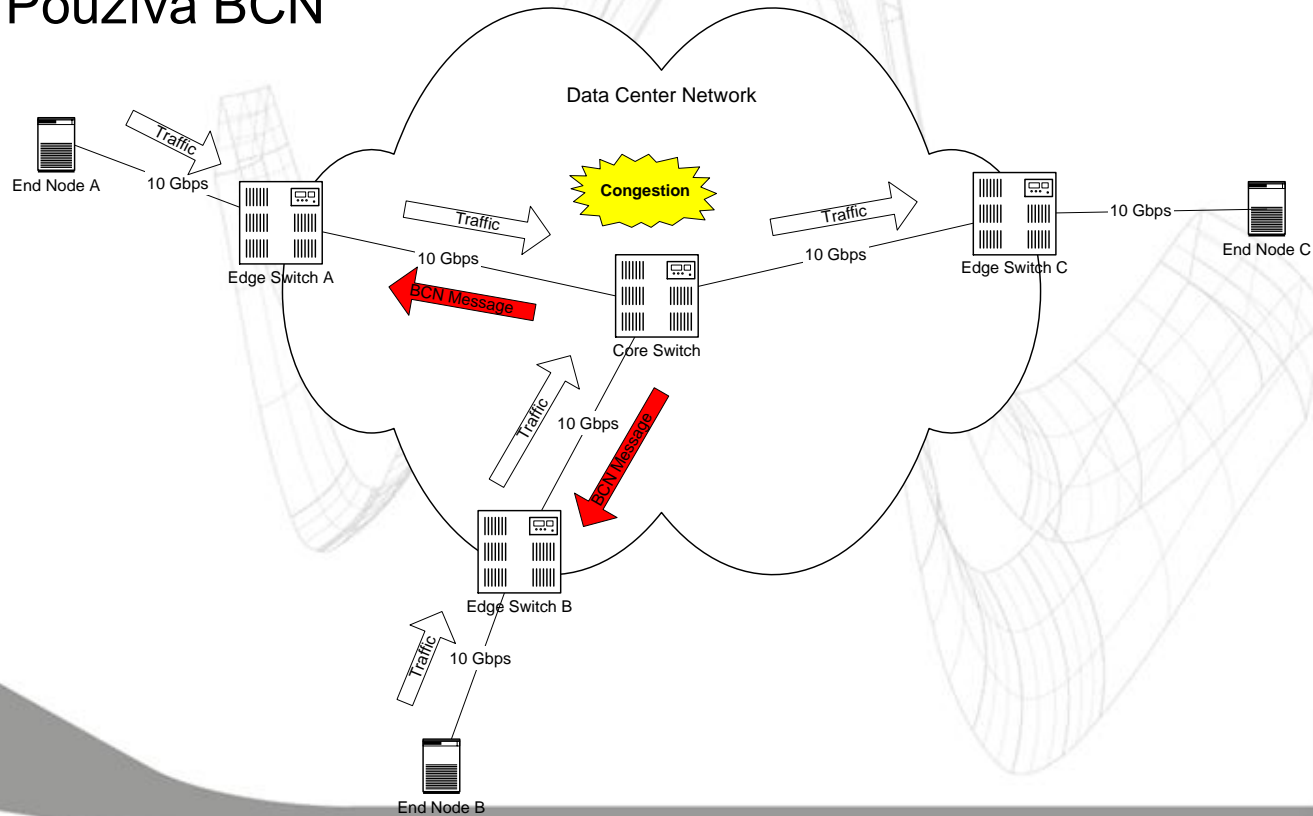 Používá BCN
Data Center Network
Traffic
End Node A
10 Gbps
Congestion
Traffic
Traffic
10 Gbps
End Node C
Edge Switch A
10 Gbps
10 Gbps
Edge Switch C
BCN Message
Core Switch
Traffic
10 Gbps
BCN Message
Edge Switch B
Traffic
10 Gbps
End Node B